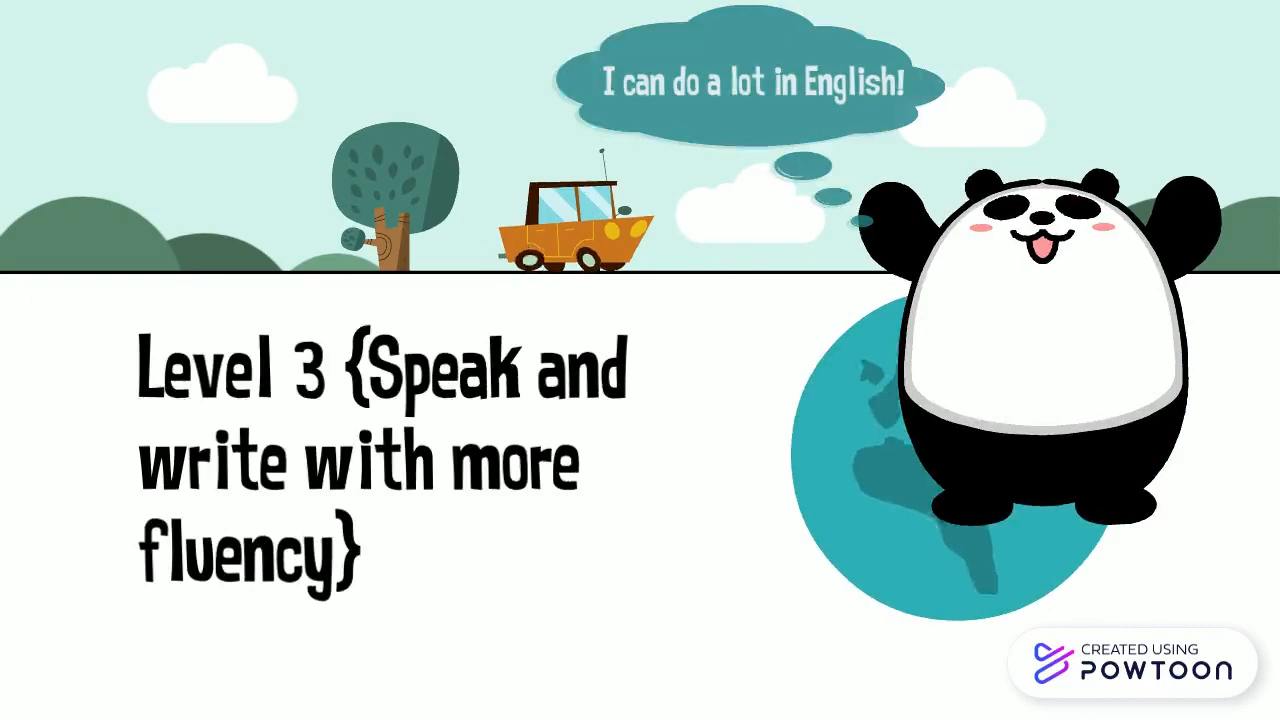 I can do a lot in English!
Level 3 {Speak and
write with more
fluency}
CREATED USING
POWTOON